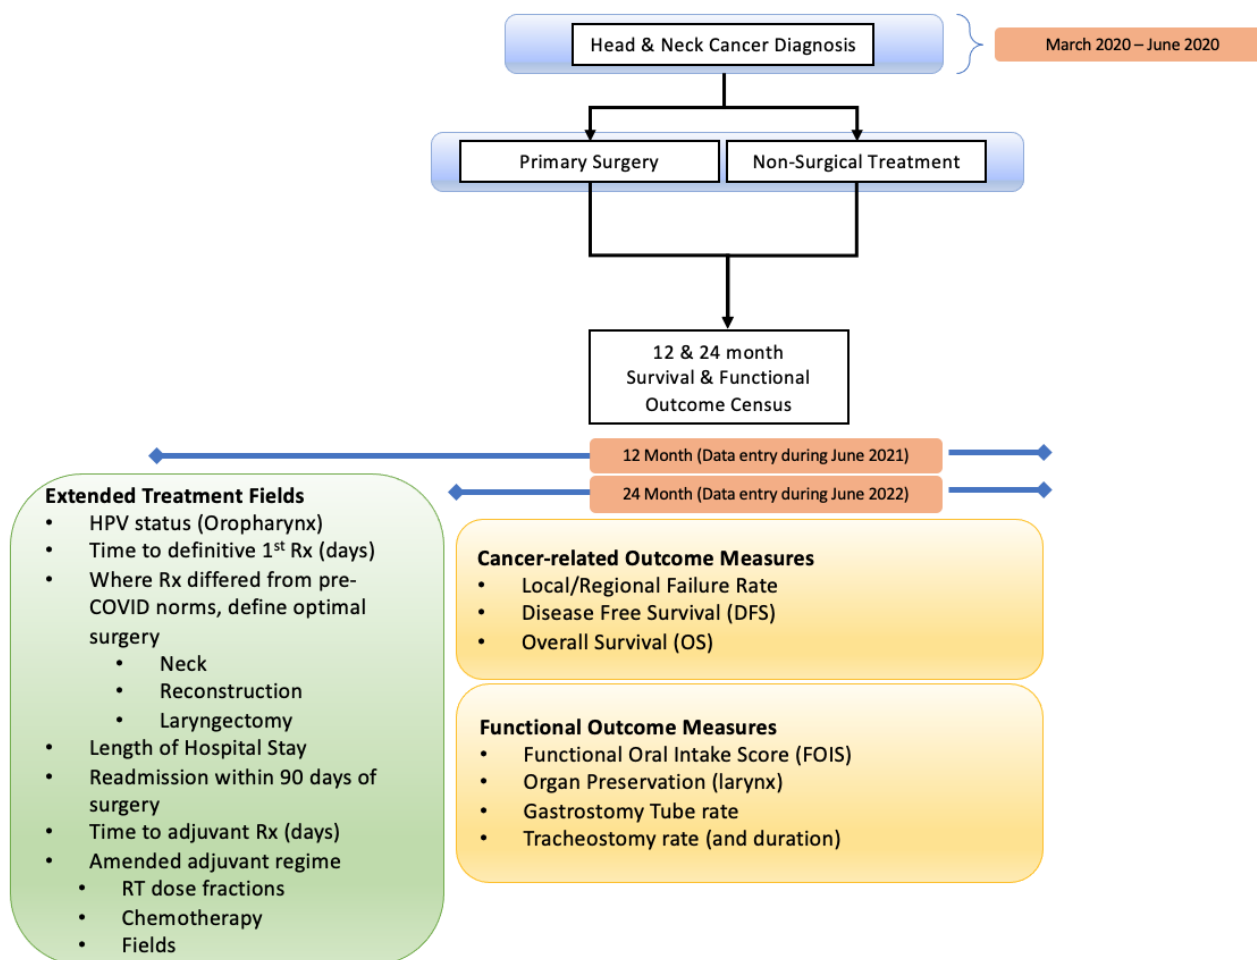 Head & Neck Cancer Diagnosis
March 2020 – June 2020
Primary Surgery
Non-Surgical Treatment
12 & 24 month
Survival & Functional
Outcome Census
12 Month (Data entry during June 2021)
24 Month (Data entry during June 2022)
Extended Treatment Fields
• HPV status (Oropharynx)
• Time to definitive 1st Rx (days)
• Where Rx differed from pre-
COVID norms, define optimal
surgery
• Neck
• Reconstruction
• Laryngectomy
• Length of Hospital Stay
• Readmission within 90 days of
surgery
• Time to adjuvant Rx (days)
• Amended adjuvant regime
• RT dose fractions
• Chemotherapy
• Fields
Cancer-related Outcome Measures
• Local/Regional Failure Rate
• Disease Free Survival (DFS)
• Overall Survival (OS)
Functional Outcome Measures
• Functional Oral Intake Score (FOIS)
• Organ Preservation (larynx)
• Gastrostomy Tube rate
• Tracheostomy rate (and duration)